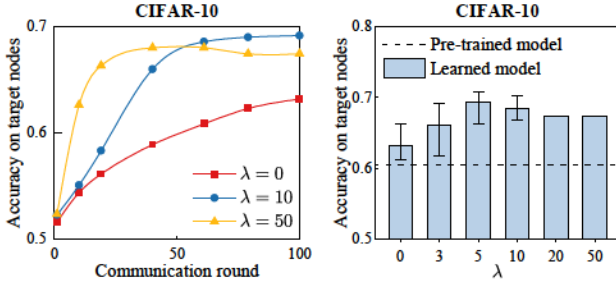 CIFAR-10
Accuracy on target nodes
0.7
0.6
0.5
0
50
100
Communication round
λ = 0
λ = 10
λ = 50
CIFAR-10
Accuracy on target nodes
0.8
0.7
0.6
0.5
0 3 5 10 20 50
λ
Pre-trained model
Learned model